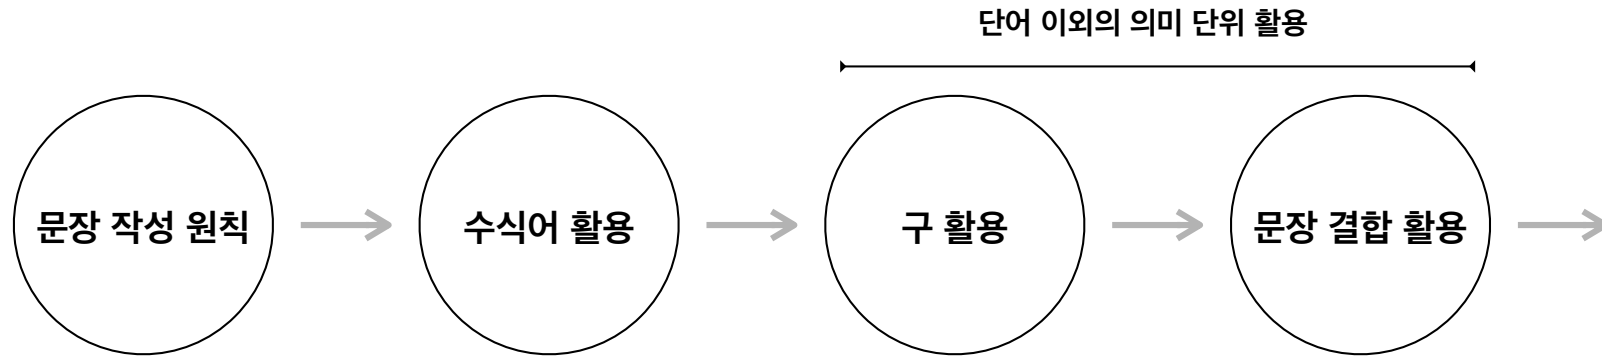 단어 이외의 의미 단위 활용
문장 작성 원칙
수식어 활용
구 활용
문장 결합 활용